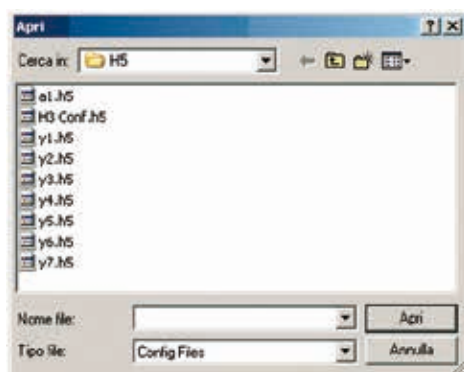 Apri
Cerca in: H5
a1.h5
H3 Conf.h5
y1.h5
y2.h5
y3.h5
y4.h5
y5.h5
y6.h5
y7.h5
Nome file: Apri
Tipo file: Config Files Annulla